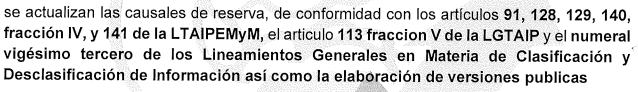 se actualizan las causales de reserva, de conformidad con los artículos 91, 128, 129, 140,
fracción IV, y 141 de la LTAIPEMyM, el articulo 113 fraccion V de la LGTAIP y el numeral
vigésimo tercero de los Lineamientos Generales en Materia de Clasificación y
Desclasificación de Información así como la elaboración de versiones publicas